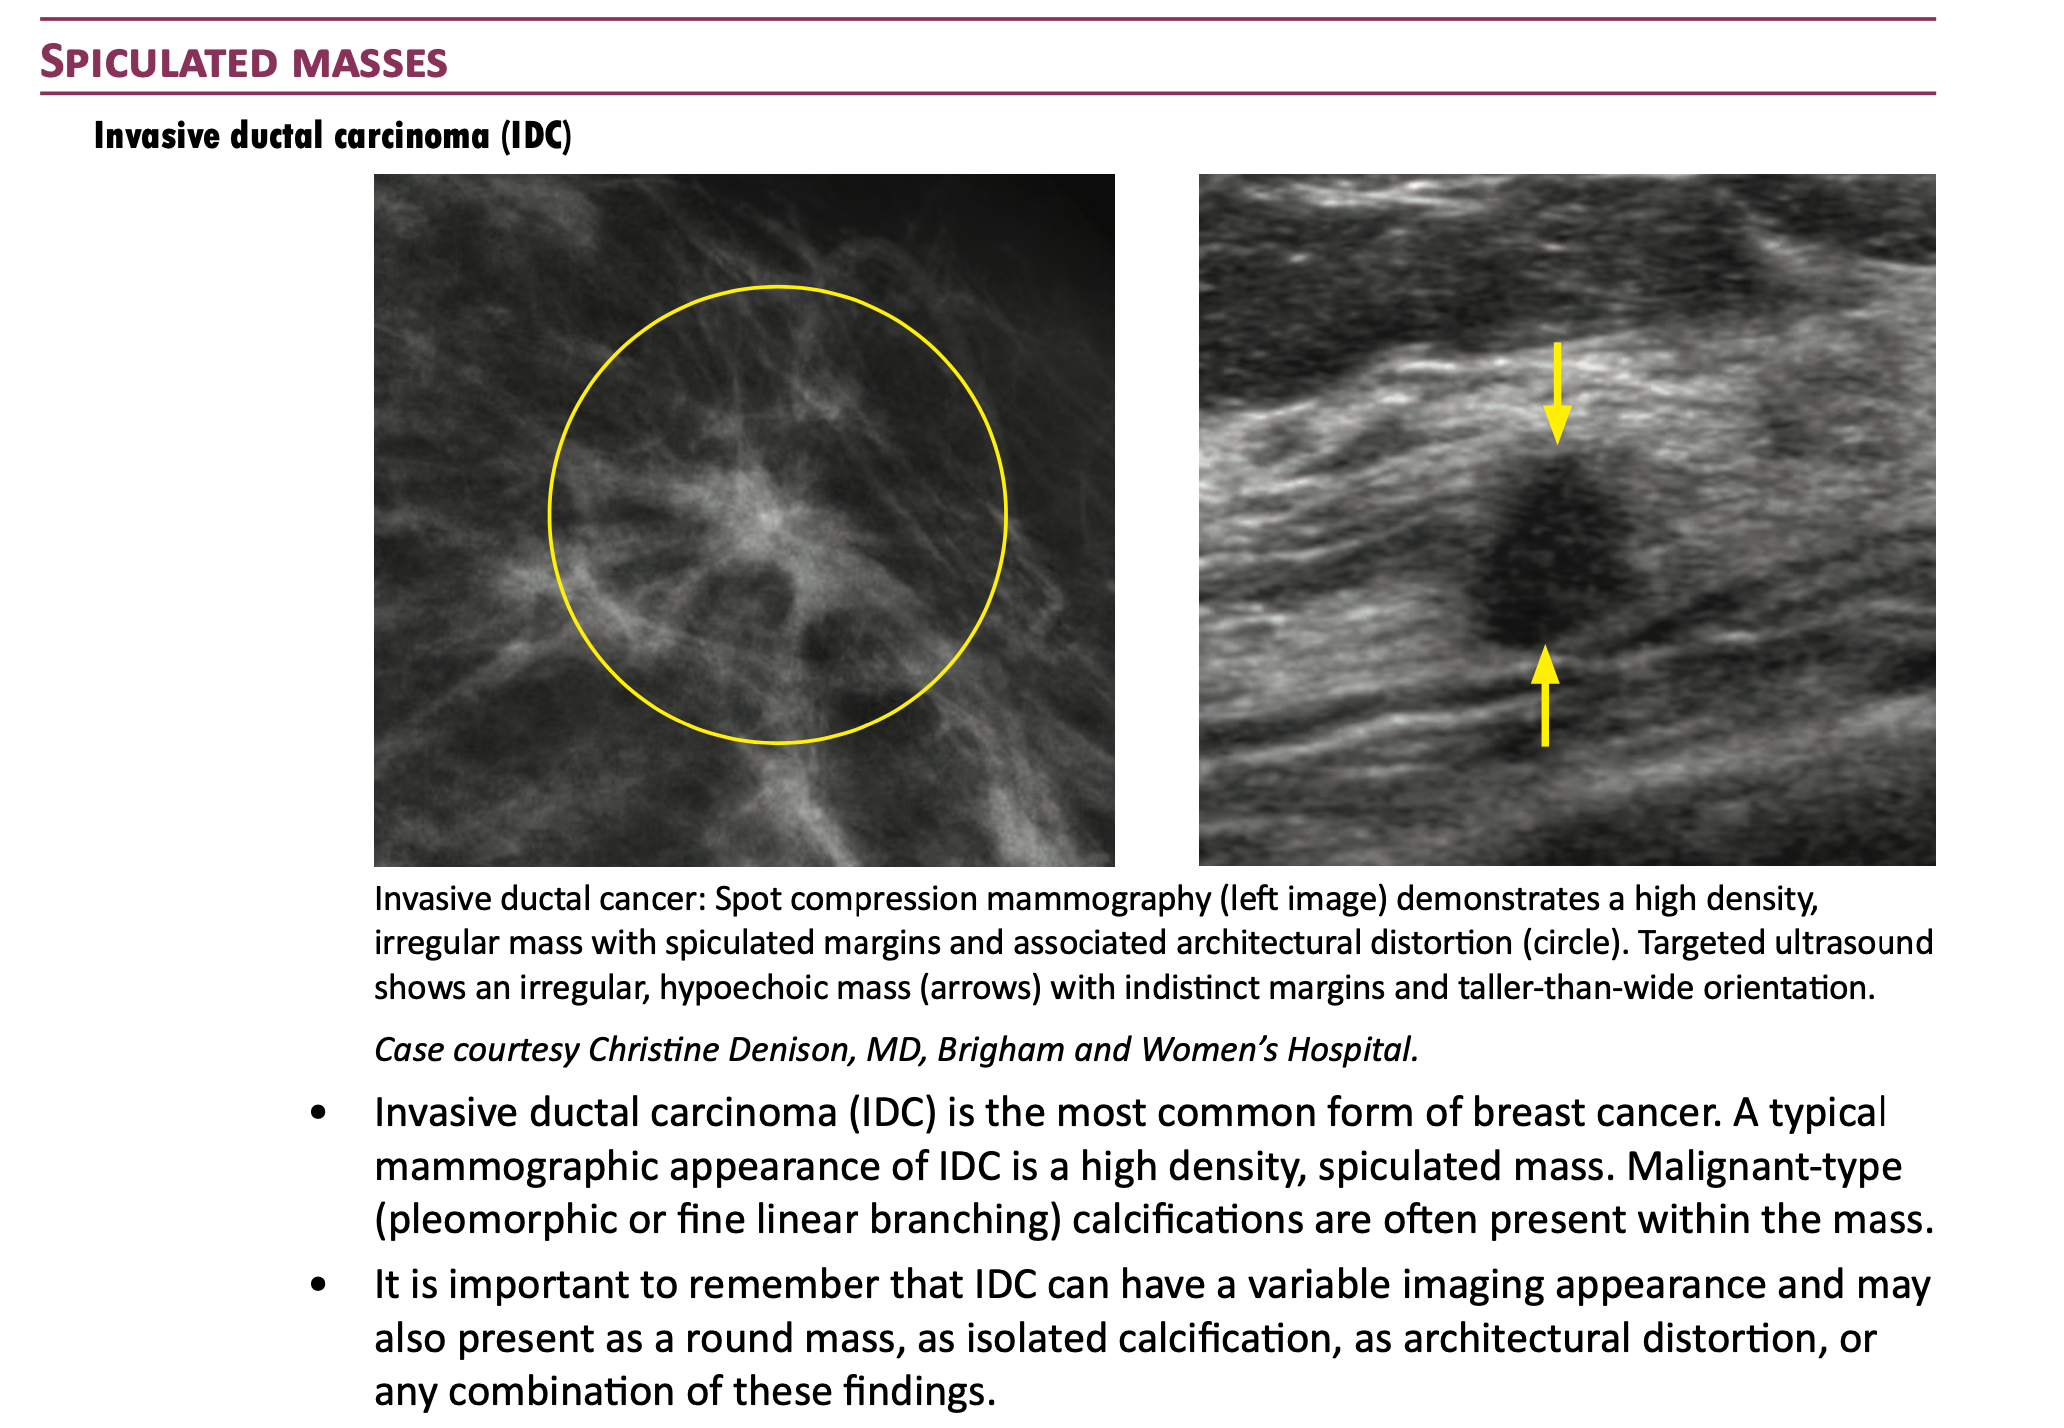 SPICULATED MASSES
Invasive ductal carcinoma (IDC)
Invasive ductal cancer: Spot compression mammography (left image) demonstrates a high density,
irregular mass with spiculated margins and associated architectural distortion (circle). Targeted ultrasound
shows an irregular, hypoechoic mass (arrows) with indistinct margins and taller-than-wide orientation.
Case courtesy Christine Denison, MD, Brigham and Women’s Hospital.
• Invasive ductal carcinoma (IDC) is the most common form of breast cancer. A typical
mammographic appearance of IDC is a high density, spiculated mass. Malignant-type
(pleomorphic or fine linear branching) calcifications are often present within the mass.
• It is important to remember that IDC can have a variable imaging appearance and may
also present as a round mass, as isolated calcification, as architectural distortion, or
any combination of these findings.